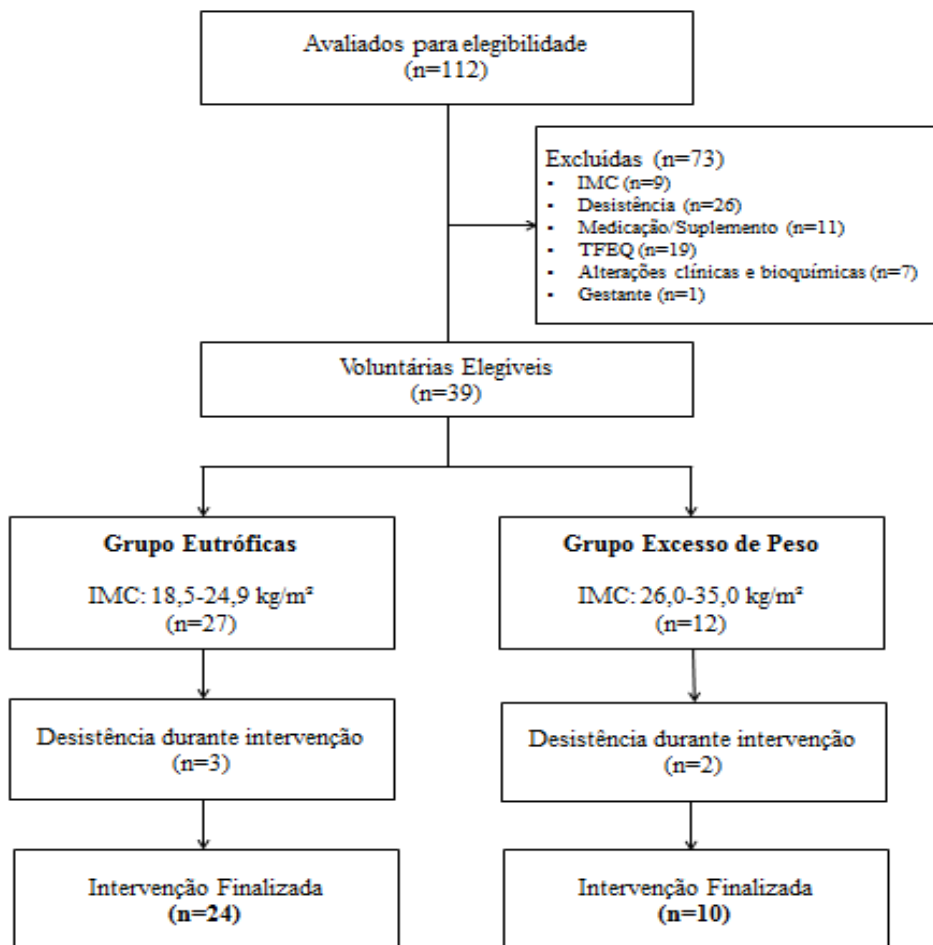 Avaliados para elegibilidade
(n=112)
Excluídas (n=73)
▪ IMC (n=9)
▪ Desistência (n=26)
▪ Medicação/Suplemento (n=11)
▪ TFEQ (n=19)
▪ Alterações clínicas e bioquímicas (n=7)
▪ Gestante (n=1)
Voluntárias Elegíveis
(n=39)
Grupo Eutróficas
IMC: 18,5-24,9 kg/m²
(n=27)
Grupo Excesso de Peso
IMC: 26,0-35,0 kg/m²
(n=12)
Desistência durante intervenção
(n=3)
Desistência durante intervenção
(n=2)
Intervenção Finalizada
(n=24)
Intervenção Finalizada
(n=10)